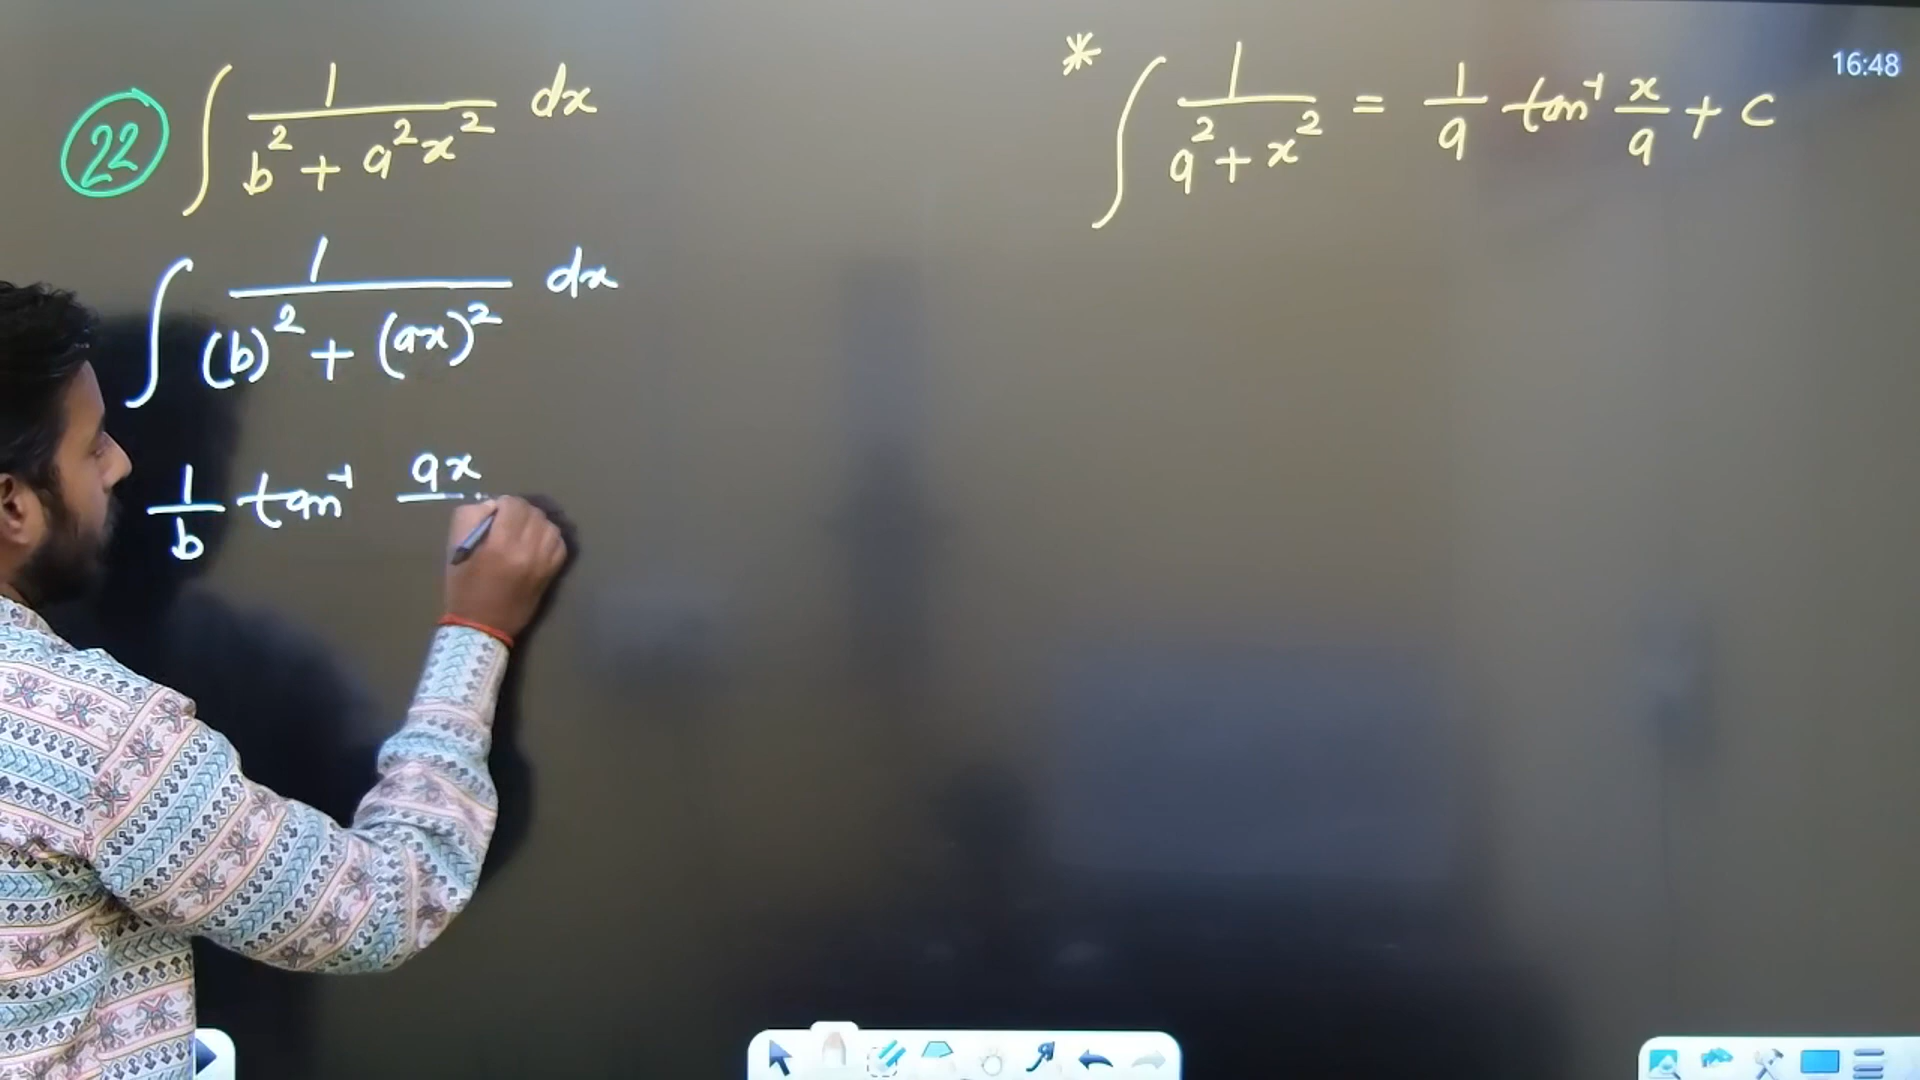 22 ∫ 1/(b² + a²x²) dx
∫ 1/((b)² + (ax)²) dx
1/b tan⁻¹ ax
* ∫ 1/(a² + x²) = 1/a tan⁻¹ x/a + c
16:48